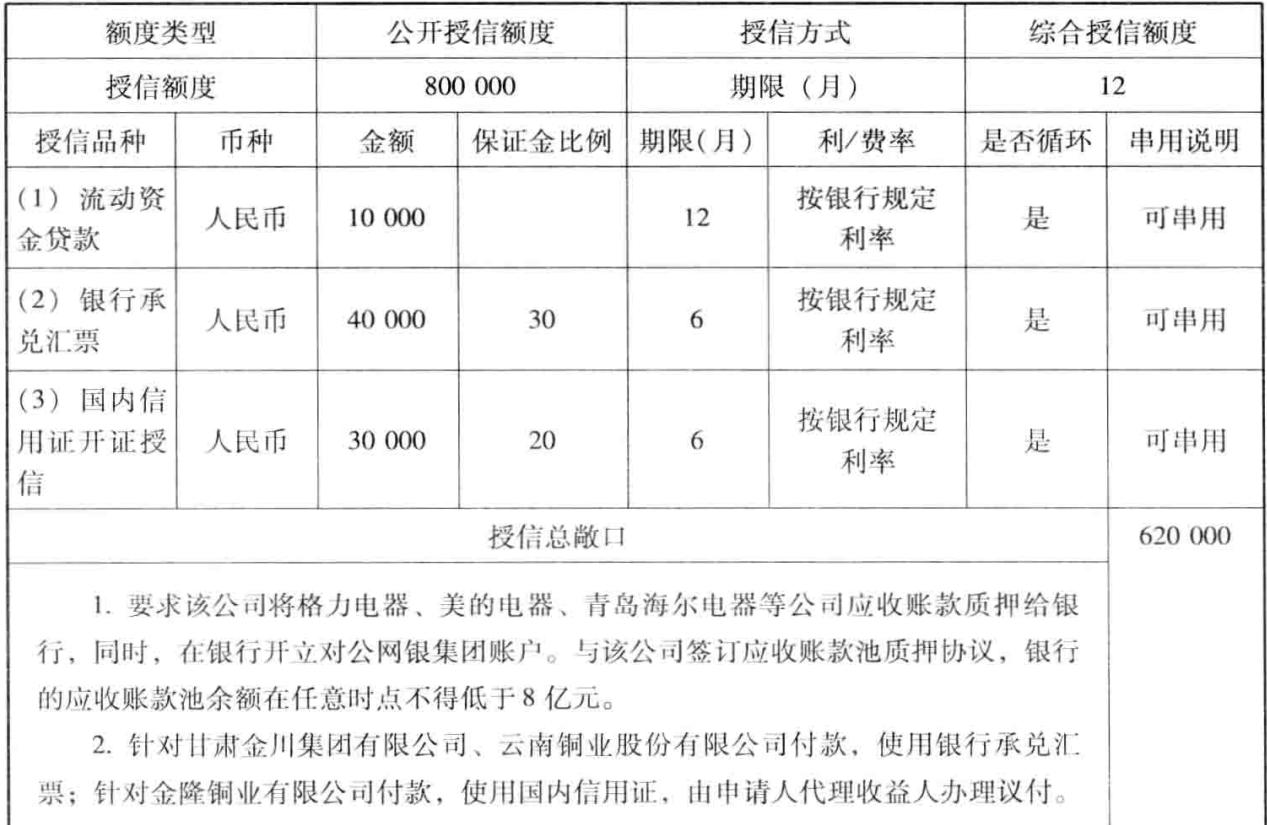 额度类型 公开授信额度 授信方式 综合授信额度
授信额度 800 000 期限（月） 12
授信品种 币种 金额 保证金比例 期限(月) 利/费率 是否循环 串用说明
(1) 流动资
金贷款
人民币 10 000 12
按银行规定
利率
是 可串用
(2) 银行承
兑汇票
人民币 40 000 30 6
按银行规定
利率
是 可串用
(3) 国内信
用证开证授
信
人民币 30 000 20 6
按银行规定
利率
是 可串用
授信总敞口 620 000
1. 要求该公司将格力电器、美的电器、青岛海尔电器等公司应收账款质押给银
行，同时，在银行开立对公网银集团账户。与该公司签订应收账款池质押协议，银行
的应收账款池余额在任意时点不得低于8亿元。
2. 针对甘肃金川集团有限公司、云南铜业股份有限公司付款，使用银行承兑汇
票；针对金隆铜业有限公司付款，使用国内信用证，由申请人代理收益人办理议付。